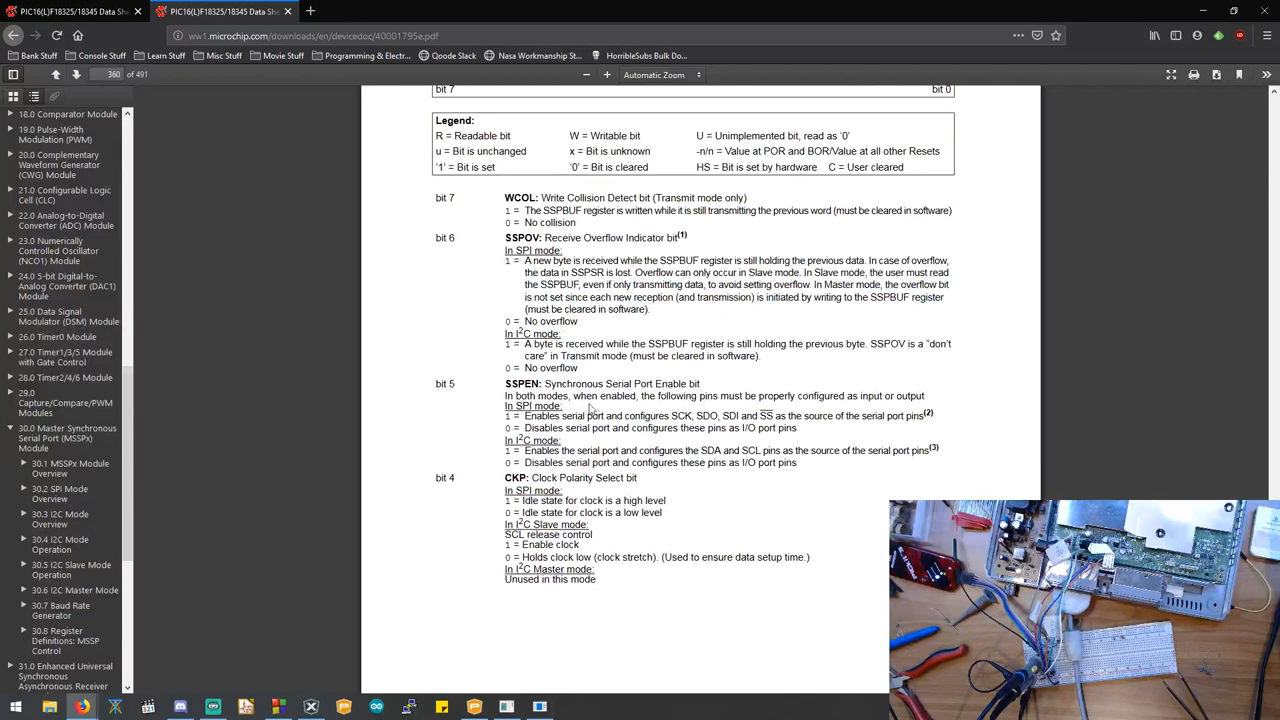 PIC16(L)F18325/18345 Data She
PIC16(L)F18325/18345 Data She
ww1.microchip.com/downloads/en/devicedoc/40001795e.pdf
Bank Stuff
Console Stuff
Learn Stuff
Misc Stuff
Movie Stuff
Programming & Electr...
Qoode Slack
Nasa Workmanship St...
HorribleSubs Bulk Do...
360 of 491
Automatic Zoom
18.0 Comparator Module
19.0 Pulse-Width
Modulation (PWM)
20.0 Complementary
Waveform Generator
(CWG) Module
21.0 Configurable Logic
Cell (CLC)
22.0 Analog-to-Digital
Converter (ADC) Module
23.0 Numerically
Controlled Oscillator
(NCO1) Module
24.0 5-bit Digital-to-
Analog Converter (DAC1)
Module
25.0 Data Signal
Modulator (DSM) Module
26.0 Timer0 Module
27.0 Timer1/3/5 Module
with Gate Control
28.0 Timer2/4/6 Module
29.0
Capture/Compare/PWM
Modules
30.0 Master Synchronous
Serial Port (MSSPx)
Module
30.1 MSSPx Module
Overview
30.2 SPI Mode
Overview
30.3 I2C Mode
Overview
30.4 I2C Mode
Operation
30.5 I2C Slave Mode
Operation
30.6 I2C Master Mode
30.7 Baud Rate
Generator
30.8 Register
Definitions: MSSP
Control
31.0 Enhanced Universal
Synchronous
Asynchronous Receiver
bit 7 bit 0
Legend:
R = Readable bit W = Writable bit U = Unimplemented bit, read as ‘0’
u = Bit is unchanged x = Bit is unknown -n/n = Value at POR and BOR/Value at all other Resets
‘1’ = Bit is set ‘0’ = Bit is cleared HS = Bit is set by hardware C = User cleared
bit 7 WCOL: Write Collision Detect bit (Transmit mode only)
1 = The SSPBUF register is written while it is still transmitting the previous word (must be cleared in software)
0 = No collision
bit 6 SSPOV: Receive Overflow Indicator bit(1)
In SPI mode:
1 = A new byte is received while the SSPBUF register is still holding the previous data. In case of overflow,
the data in SSPSR is lost. Overflow can only occur in Slave mode. In Slave mode, the user must read
the SSPBUF, even if only transmitting data, to avoid setting overflow. In Master mode, the overflow bit
is not set since each new reception (and transmission) is initiated by writing to the SSPBUF register
(must be cleared in software).
0 = No overflow
In I2C mode:
1 = A byte is received while the SSPBUF register is still holding the previous byte. SSPOV is a “don’t
care” in Transmit mode (must be cleared in software).
0 = No overflow
bit 5 SSPEN: Synchronous Serial Port Enable bit
In both modes, when enabled, the following pins must be properly configured as input or output
In SPI mode:
1 = Enables serial port and configures SCK, SDO, SDI and SS as the source of the serial port pins(2)
0 = Disables serial port and configures these pins as I/O port pins
In I2C mode:
1 = Enables the serial port and configures the SDA and SCL pins as the source of the serial port pins(3)
0 = Disables serial port and configures these pins as I/O port pins
bit 4 CKP: Clock Polarity Select bit
In SPI mode:
1 = Idle state for clock is a high level
0 = Idle state for clock is a low level
In I2C Slave mode:
SCL release control
1 = Enable clock
0 = Holds clock low (clock stretch). (Used to ensure data setup time.)
In I2C Master mode:
Unused in this mode